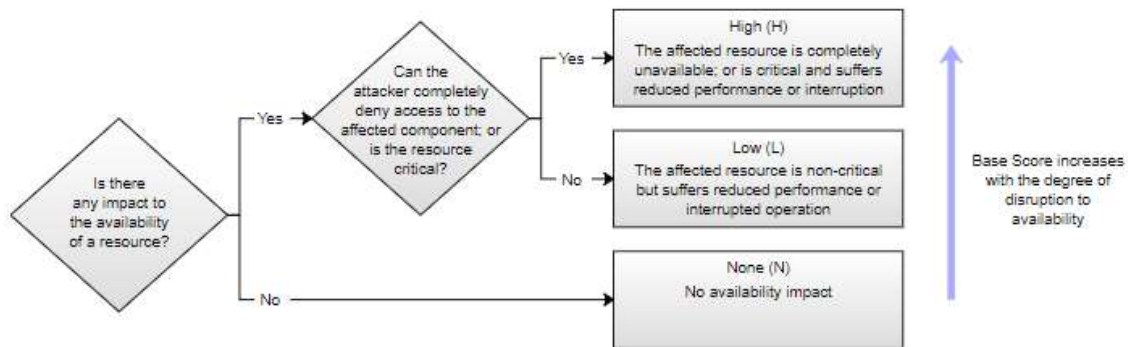 Is there
any impact to
the availability
of a resource?
Yes
No
Can the
attacker completely
deny access to the
affected component; or
is the resource
critical?
Yes
No
High (H)
The affected resource is completely
unavailable; or is critical and suffers
reduced performance or interruption
Low (L)
The affected resource is non-critical
but suffers reduced performance or
interrupted operation
None (N)
No availability impact
Base Score increases
with the degree of
disruption to
availability